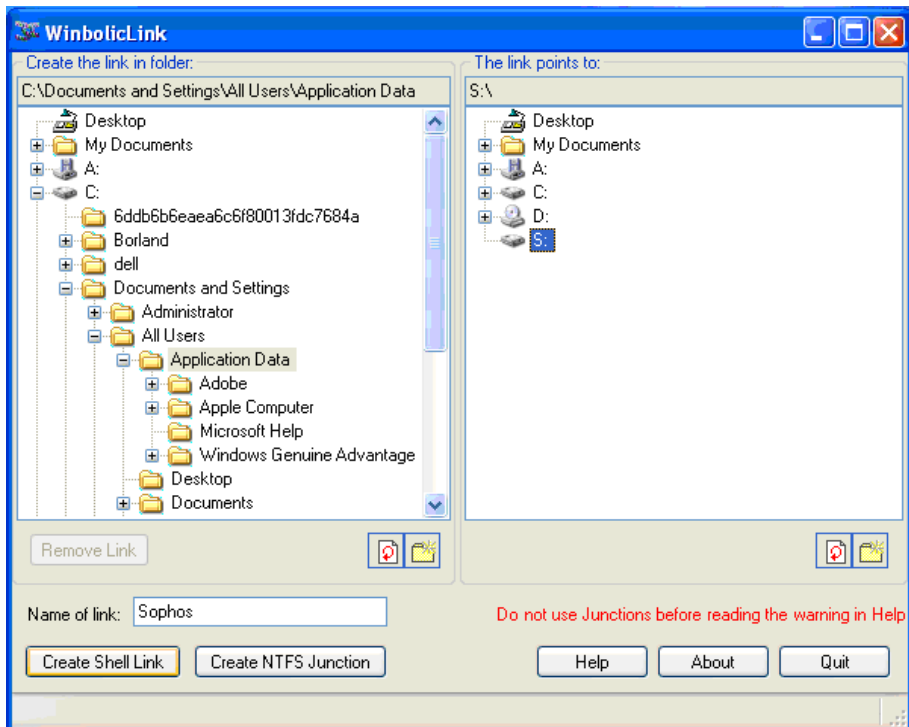 WinbolicLink
Create the link in folder:
C:\Documents and Settings\All Users\Application Data
Desktop
My Documents
A:
C:
6ddb6b6eaea6c6f80013fdc7684a
Borland
dell
Documents and Settings
Administrator
All Users
Application Data
Adobe
Apple Computer
Microsoft Help
Windows Genuine Advantage
Desktop
Documents
Remove Link
The link points to:
S:\
Desktop
My Documents
A:
C:
D:
S:
Name of link: Sophos
Do not use Junctions before reading the warning in Help
Create Shell Link Create NTFS Junction Help About Quit